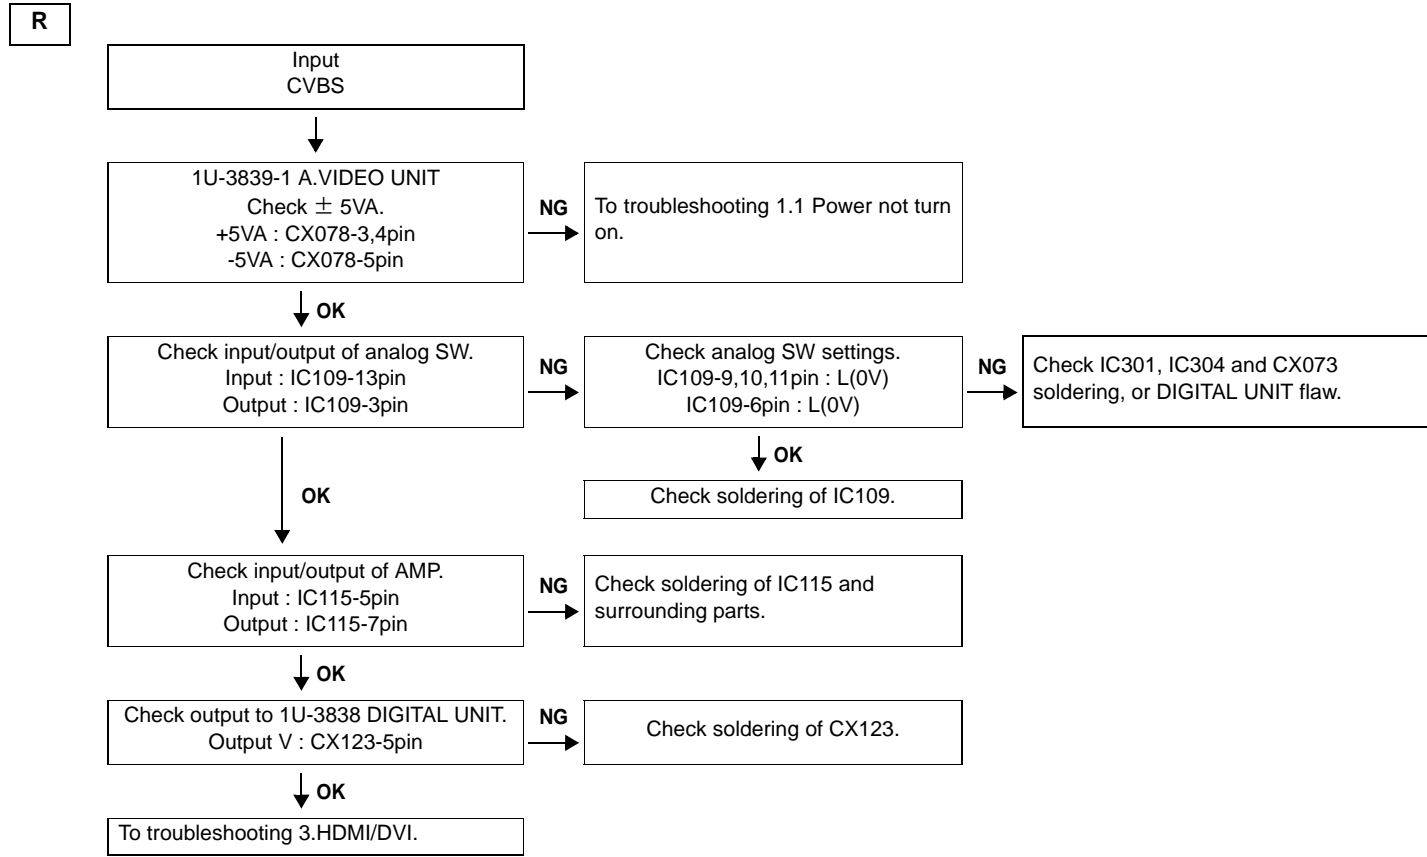 R
Input
CVBS
1U-3839-1 A.VIDEO UNIT
Check ± 5VA.
+5VA : CX078-3,4pin
-5VA : CX078-5pin
NG
To troubleshooting 1.1 Power not turn
on.
OK
Check input/output of analog SW.
Input : IC109-13pin
Output : IC109-3pin
NG
Check analog SW settings.
IC109-9,10,11pin : L(0V)
IC109-6pin : L(0V)
NG
Check IC301, IC304 and CX073
soldering, or DIGITAL UNIT flaw.
OK
Check soldering of IC109.
OK
Check input/output of AMP.
Input : IC115-5pin
Output : IC115-7pin
NG
Check soldering of IC115 and
surrounding parts.
OK
Check output to 1U-3838 DIGITAL UNIT.
Output V : CX123-5pin
NG
Check soldering of CX123.
OK
To troubleshooting 3.HDMI/DVI.